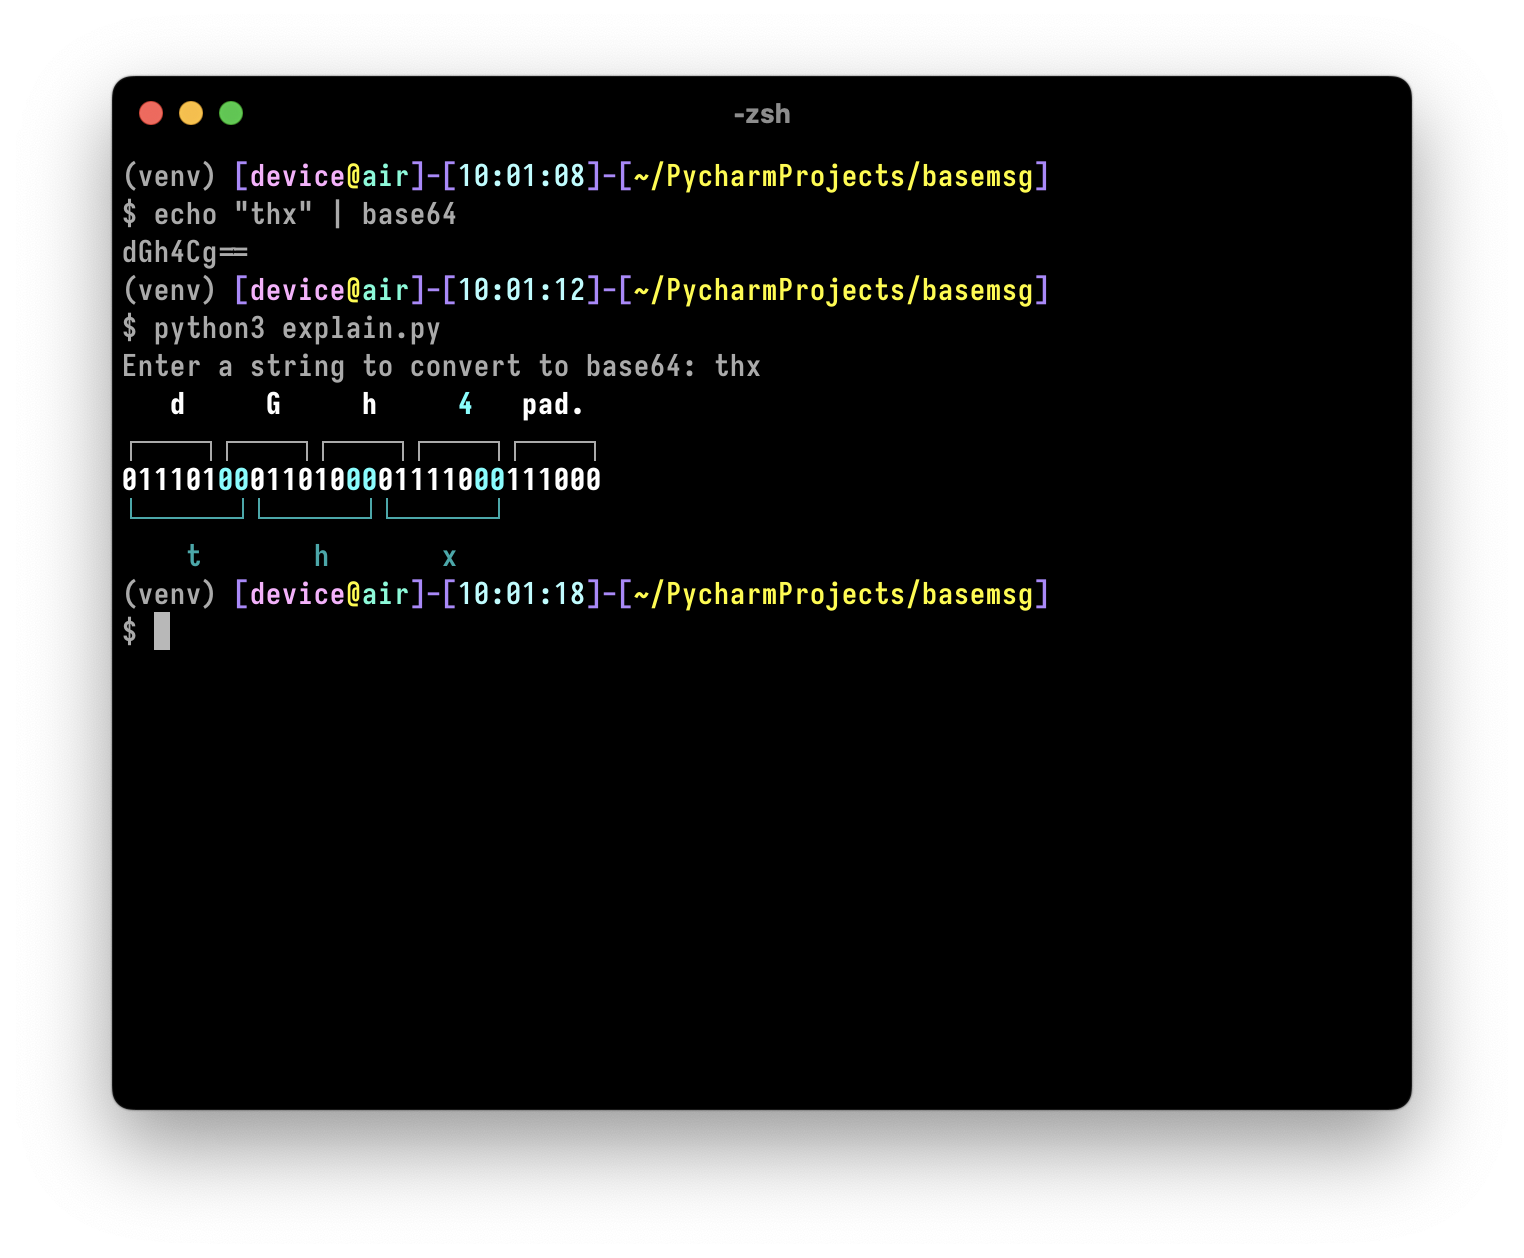 -zsh
(venv) [device@air]-[10:01:08]-[~/PycharmProjects/basemsg]
$ echo "thx" | base64
dGh4Cg==
(venv) [device@air]-[10:01:12]-[~/PycharmProjects/basemsg]
$ python3 explain.py
Enter a string to convert to base64: thx
d G h 4 pad.
011101000110100001111000111000
t h x
(venv) [device@air]-[10:01:18]-[~/PycharmProjects/basemsg]
$